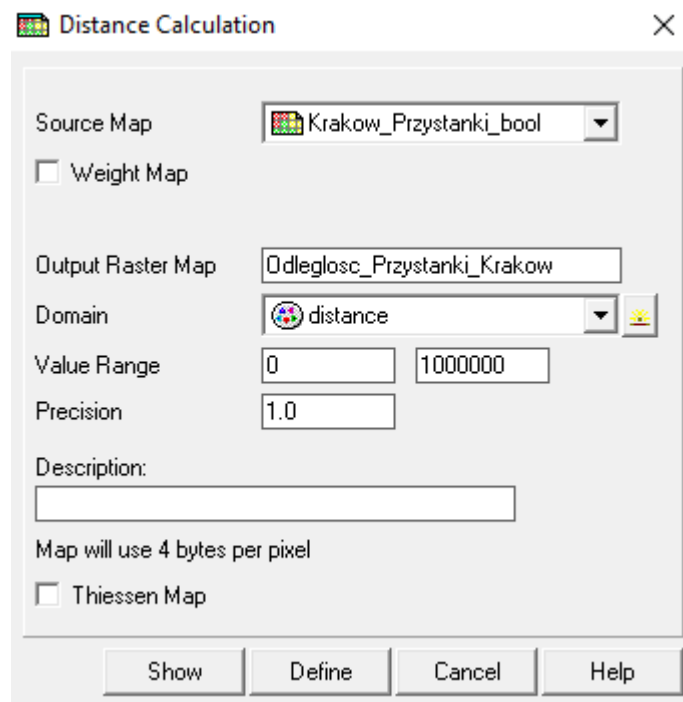 Distance Calculation
Source Map Krakow_Przystanki_bool
Weight Map
Output Raster Map Odleglosc_Przystanki_Krakow
Domain distance
Value Range 0 1000000
Precision 1.0
Description:
Map will use 4 bytes per pixel
Thiessen Map
Show Define Cancel Help